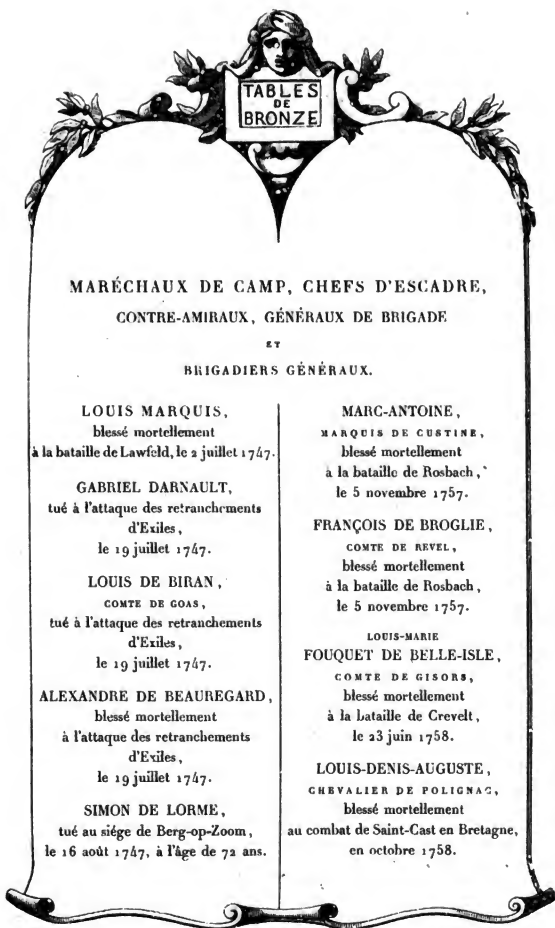 TABLES
DE
BRONZE
MARÉCHAUX DE CAMP, CHEFS D'ESCADRE,
CONTRE-AMIRAUX, GÉNÉRAUX DE BRIGADE
ET
BRIGADIERS GÉNÉRAUX.
LOUIS MARQUIS,
blessé mortellement
à la bataille de Lawfeld, le 2 juillet 1747.
GABRIEL DARNAULT,
tué à l'attaque des retranchements
d'Exiles,
le 19 juillet 1747.
LOUIS DE BIRAN,
COMTE DE GOAS,
tué à l'attaque des retranchements
d'Exiles,
le 19 juillet 1747.
ALEXANDRE DE BEAUREGARD,
blessé mortellement
à l'attaque des retranchements
d'Exiles,
le 19 juillet 1747.
SIMON DE LORME,
tué au siége de Berg-op-Zoom,
le 16 août 1747, à l'âge de 72 ans.
MARC-ANTOINE,
MARQUIS DE CUSTINE,
blessé mortellement
à la bataille de Rosbach,
le 5 novembre 1757.
FRANÇOIS DE BROGLIE,
COMTE DE REVEL,
blessé mortellement
à la bataille de Rosbach,
le 5 novembre 1757.
LOUIS-MARIE
FOUQUET DE BELLE-ISLE,
COMTE DE GISORS,
blessé mortellement
à la bataille de Crevelt,
le 23 juin 1758.
LOUIS-DENIS-AUGUSTE,
CHEVALIER DE POLIGNAC,
blessé mortellement
au combat de Saint-Cast en Bretagne,
en octobre 1758.